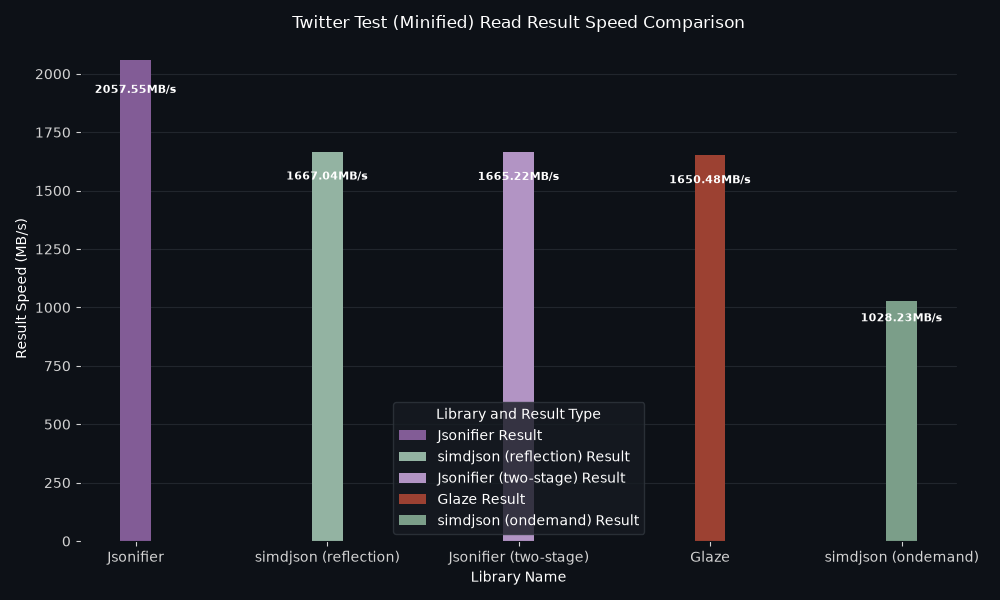 Twitter Test (Minified) Read Result Speed Comparison
Result Speed (MB/s)
2000
1750
1500
1250
1000
750
500
250
0
2057.55MB/s
1667.04MB/s
1665.22MB/s
1650.48MB/s
1028.23MB/s
Library and Result Type
Jsonifier Result
simdjson (reflection) Result
Jsonifier (two-stage) Result
Glaze Result
simdjson (ondemand) Result
Jsonifier
simdjson (reflection)
Jsonifier (two-stage)
Glaze
simdjson (ondemand)
Library Name